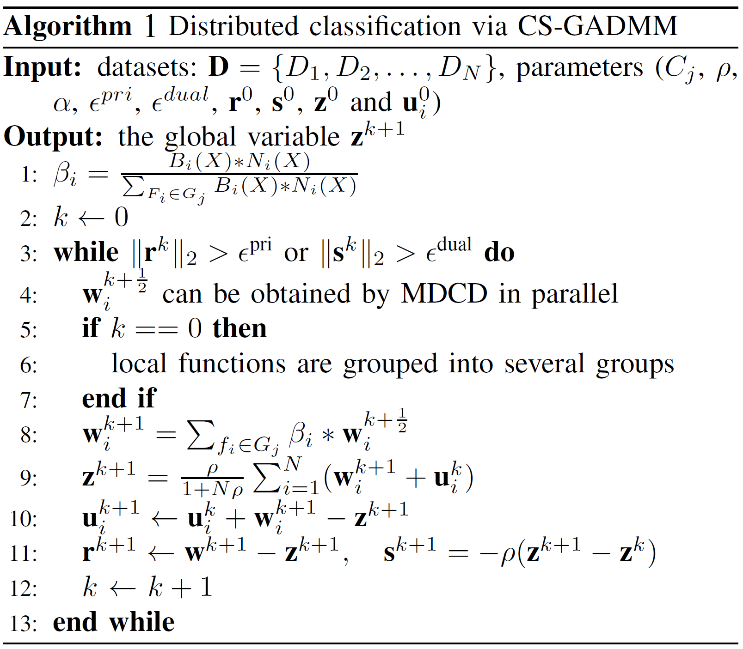 Algorithm 1 Distributed classification via CS-GADMM
Input: datasets: $\mathbf{D} = \{D_1, D_2, \ldots, D_N\}$, parameters ($C_j$, $\rho$,
$\alpha$, $\epsilon^{pri}$, $\epsilon^{dual}$, $\mathbf{r}^0$, $\mathbf{s}^0$, $\mathbf{z}^0$ and $\mathbf{u}_i^0$)
Output: the global variable $\mathbf{z}^{k+1}$
1: $\beta_i = \frac{B_i(X)*N_i(X)}{\sum_{F_i \in G_j} B_i(X)*N_i(X)}$
2: $k \leftarrow 0$
3: while $\|\mathbf{r}^k\|_2 > \epsilon^{\text{pri}}$ or $\|\mathbf{s}^k\|_2 > \epsilon^{\text{dual}}$ do
4: $\mathbf{w}_i^{k+\frac{1}{2}}$ can be obtained by MDCD in parallel
5: if $k == 0$ then
6: local functions are grouped into several groups
7: end if
8: $\mathbf{w}_i^{k+1} = \sum_{f_i \in G_j} \beta_i * \mathbf{w}_i^{k+\frac{1}{2}}$
9: $\mathbf{z}^{k+1} = \frac{\rho}{1+N\rho} \sum_{i=1}^{N} (\mathbf{w}_i^{k+1} + \mathbf{u}_i^k)$
10: $\mathbf{u}_i^{k+1} \leftarrow \mathbf{u}_i^k + \mathbf{w}_i^{k+1} - \mathbf{z}^{k+1}$
11: $\mathbf{r}^{k+1} \leftarrow \mathbf{w}^{k+1} - \mathbf{z}^{k+1}, \quad \mathbf{s}^{k+1} = -\rho(\mathbf{z}^{k+1} - \mathbf{z}^k)$
12: $k \leftarrow k + 1$
13: end while